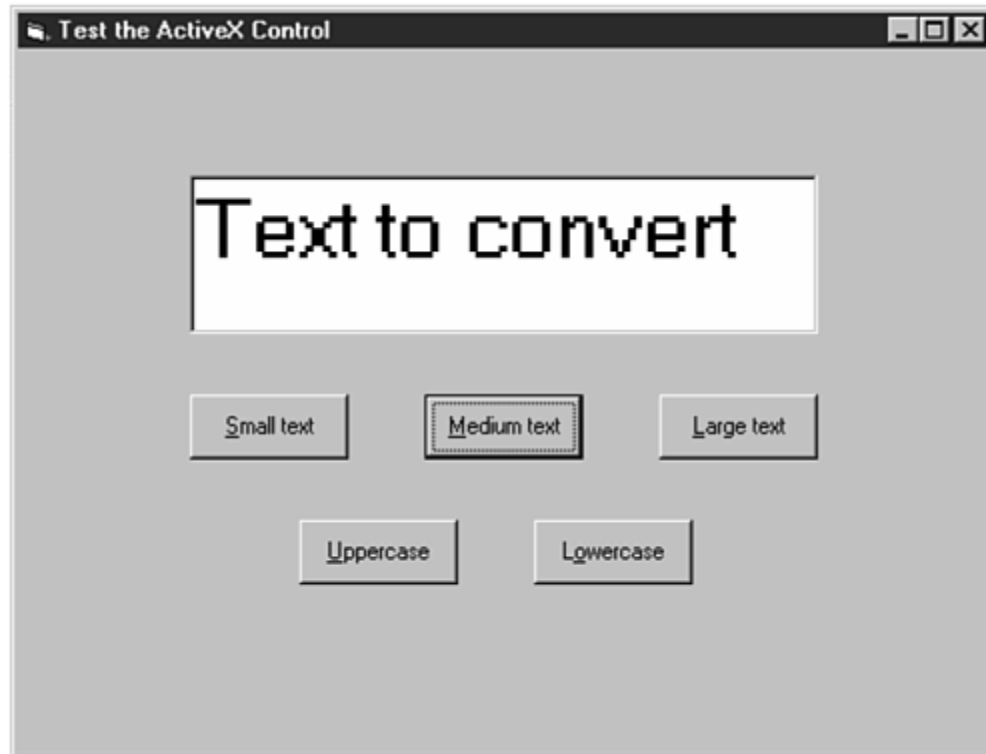 Test the ActiveX Control
Text to convert
Small text Medium text Large text
Uppercase Lowercase